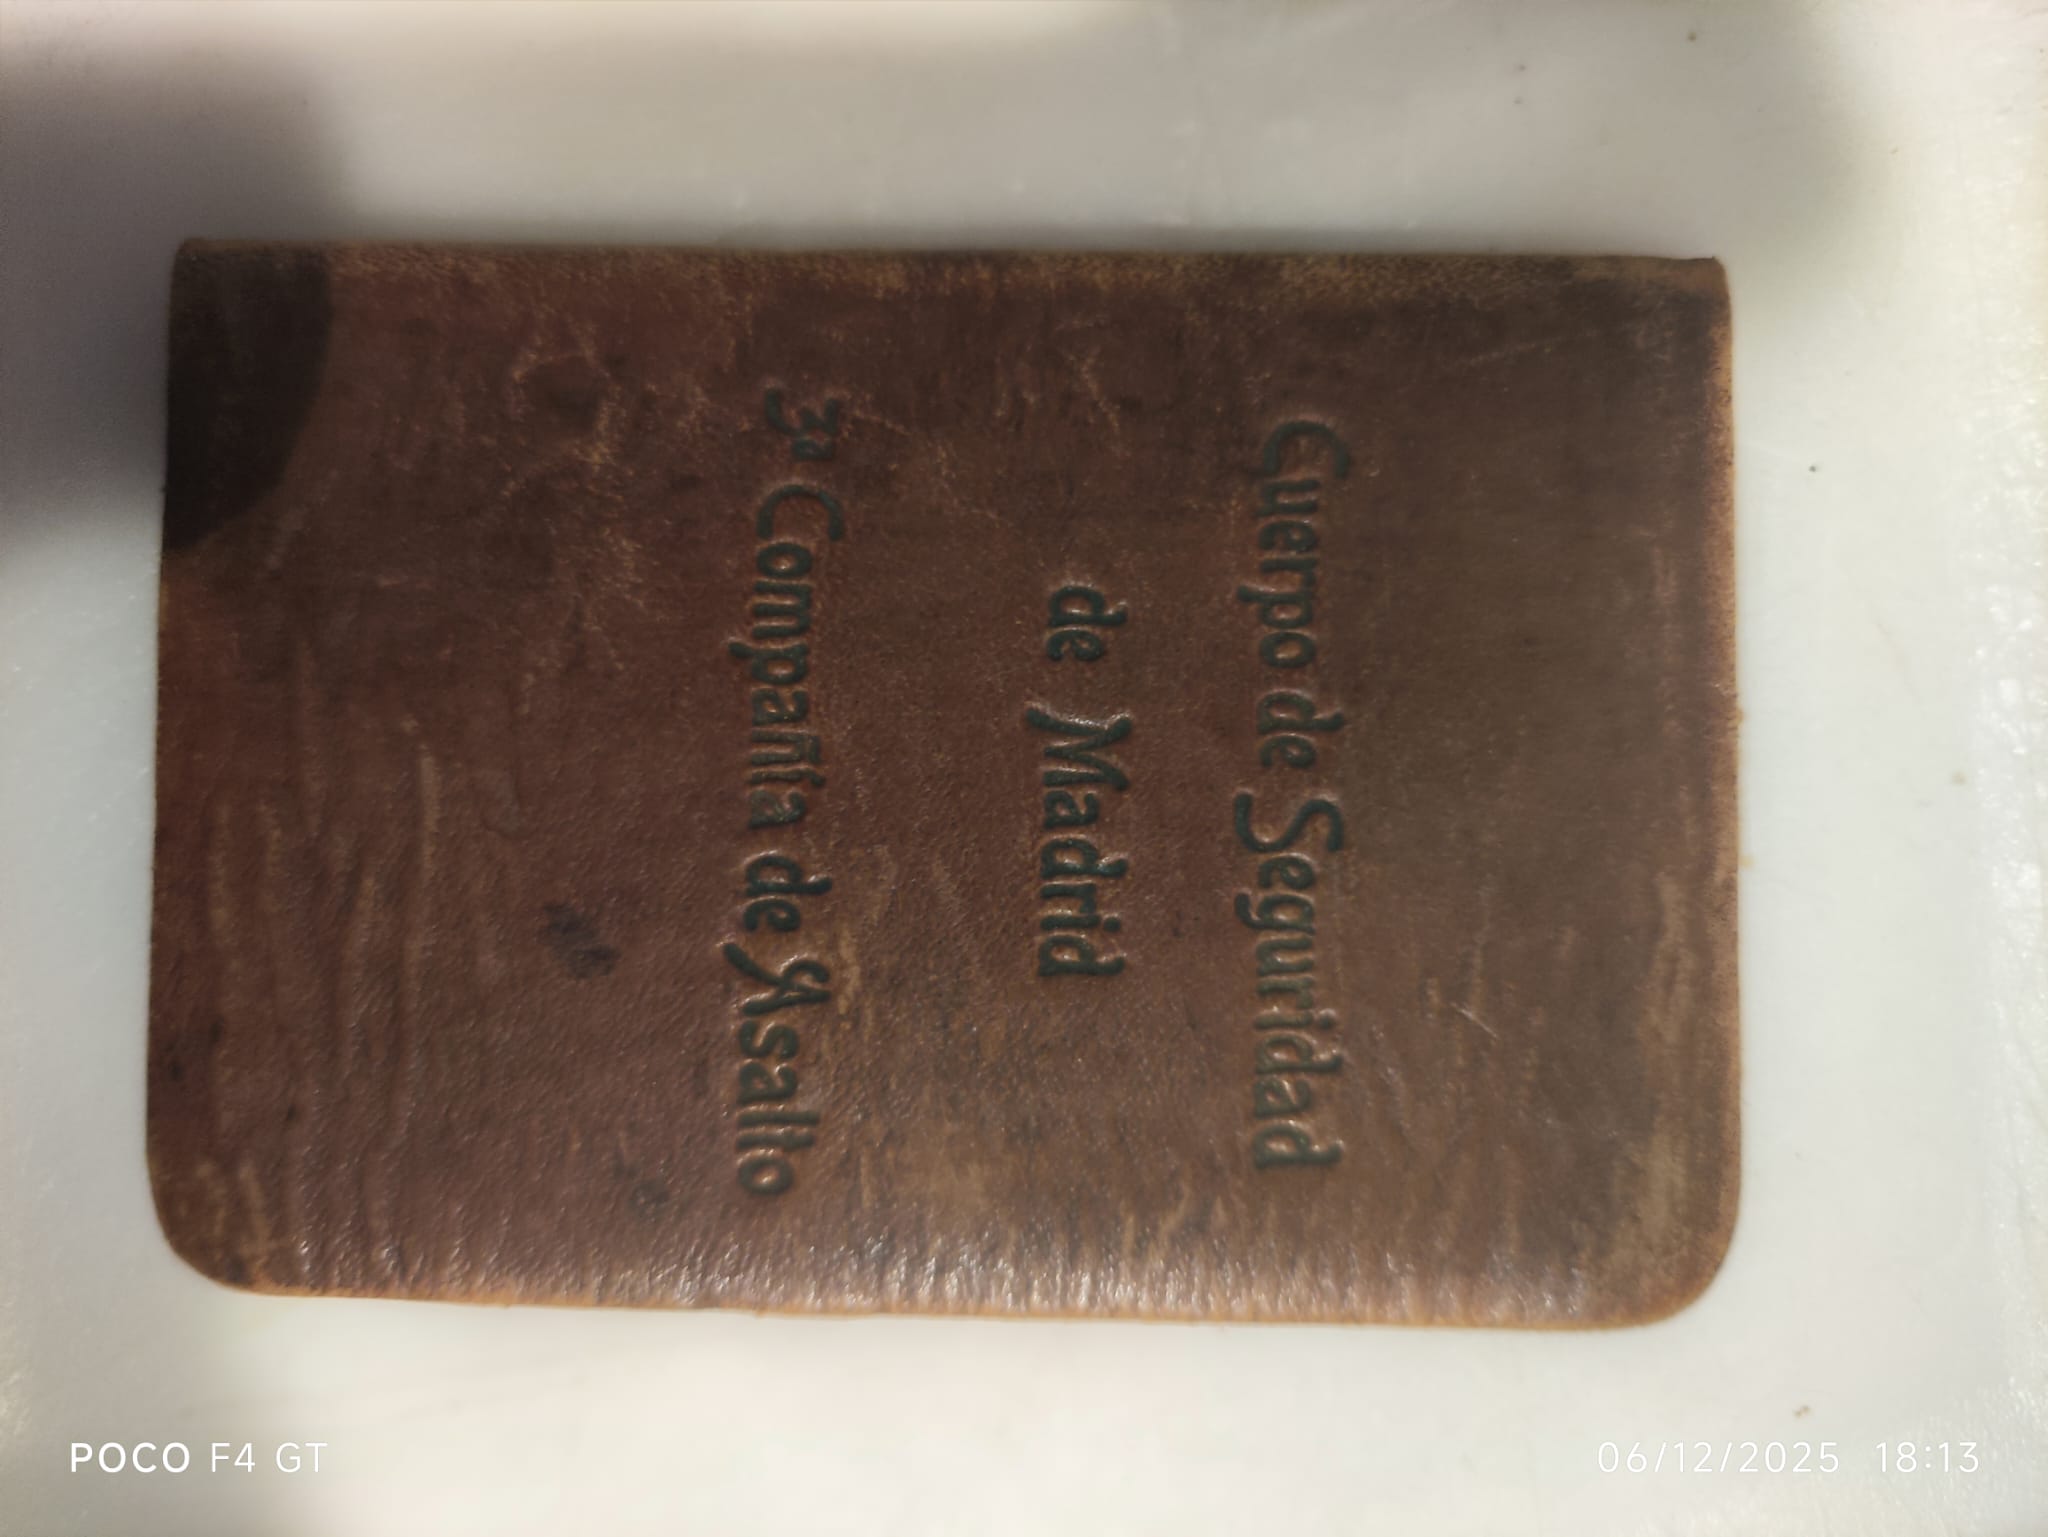 Cuerpo de Seguridad
de Madrid
3ª Compañía de Asalto
POCO F4 GT
06/12/2025 18:13